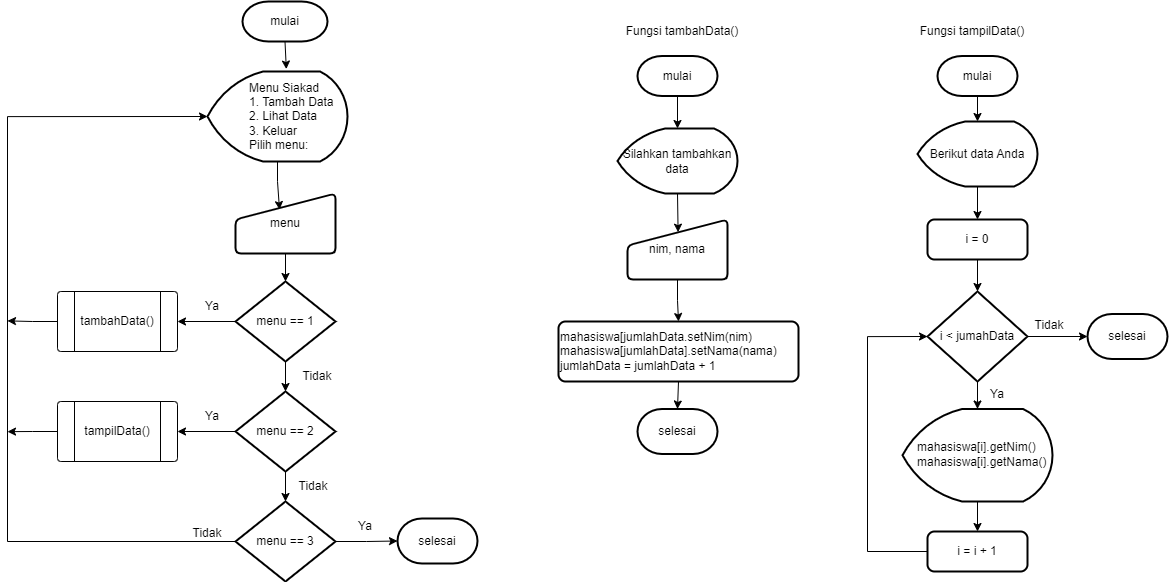 mulai
Menu Siakad
1. Tambah Data
2. Lihat Data
3. Keluar
Pilih menu:
menu
menu == 1
Ya
tambahData()
Tidak
menu == 2
Ya
tampilData()
Tidak
menu == 3
Tidak
Ya
selesai
Fungsi tambahData()
mulai
Silahkan tambahkan
data
nim, nama
mahasiswa[jumlahData.setNim(nim)
mahasiswa[jumlahData].setNama(nama)
jumlahData = jumlahData + 1
selesai
Fungsi tampilData()
mulai
Berikut data Anda
i = 0
i < jumahData
Tidak
selesai
Ya
mahasiswa[i].getNim()
mahasiswa[i].getNama()
i = i + 1